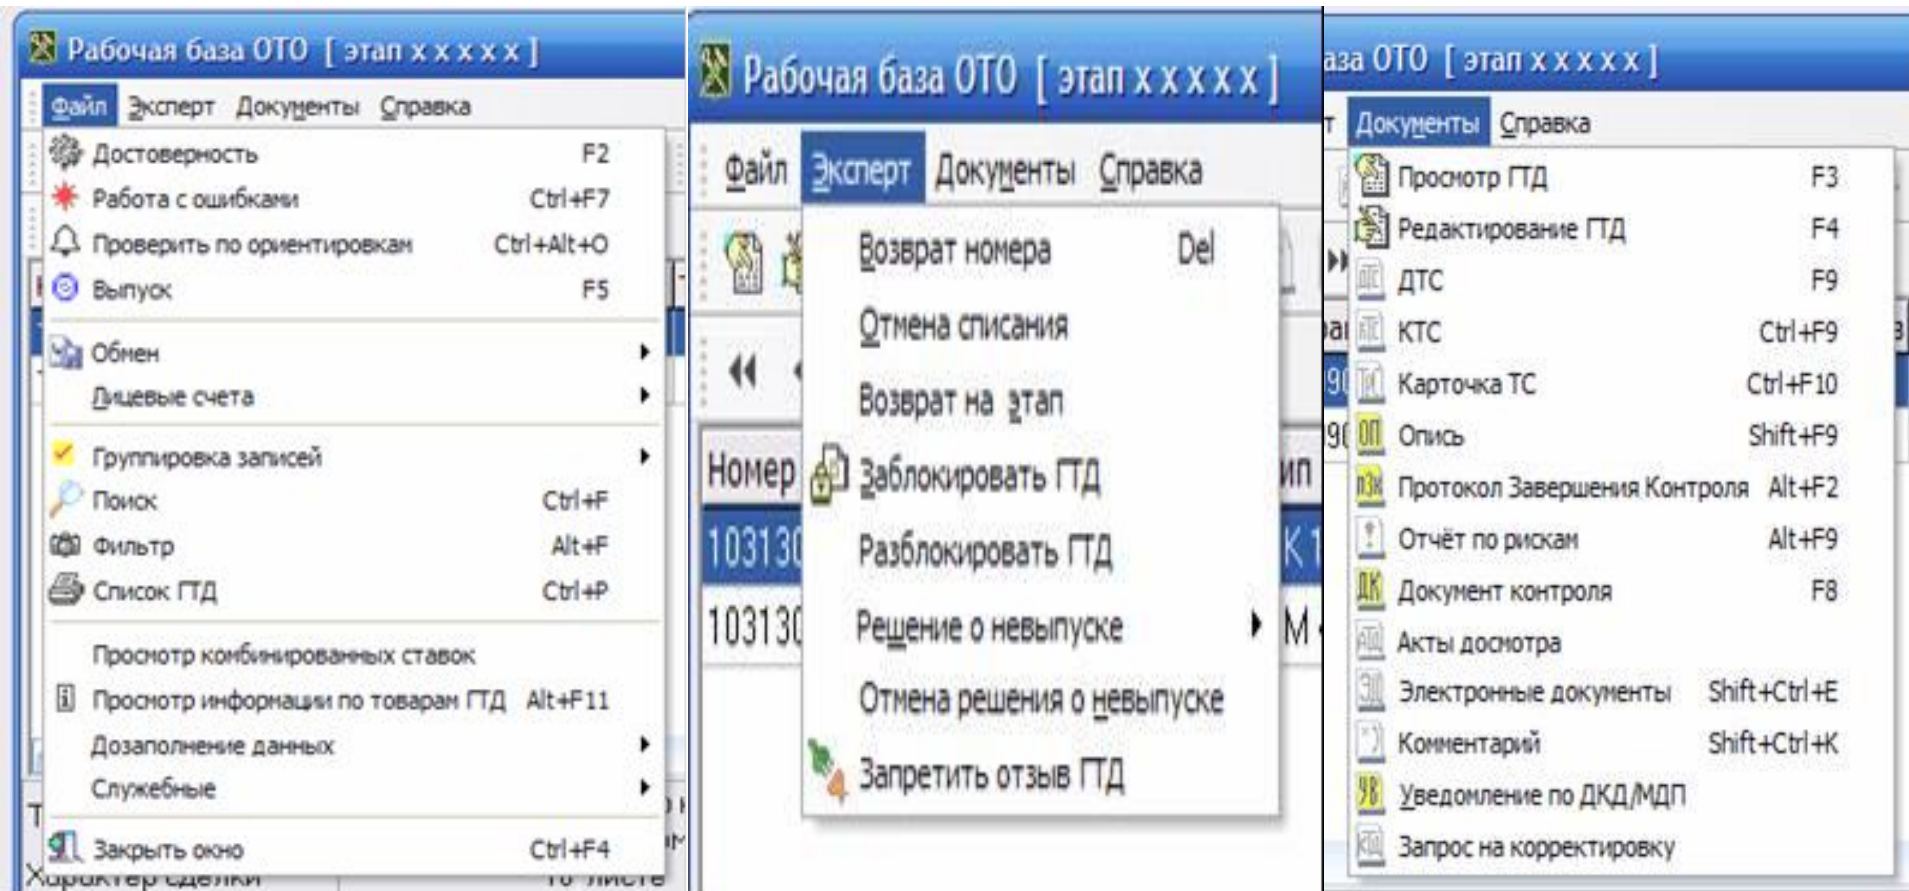 Рабочая база ОТО [ этап x x x x x ]
Файл Эксперт Документы Справка
Достоверность F2
Работа с ошибками Ctrl+F7
Проверить по ориентировкам Ctrl+Alt+O
Выпуск F5
Обмен
Лицевые счета
Группировка записей
Поиск Ctrl+F
Фильтр Alt+F
Список ГТД Ctrl+P
Просмотр комбинированных ставок
Просмотр информации по товарам ГТД Alt+F11
Дозаполнение данных
Служебные
Закрыть окно Ctrl+F4
Рабочая база ОТО [ этап x x x x x ]
Файл Эксперт Документы Справка
Возврат номера Del
Отмена списания
Возврат на этап
Номер
Заблокировать ГТД
103130
Разблокировать ГТД
103130
Решение о невыпуске
Отмена решения о невыпуске
Запретить отзыв ГТД
аза ОТО [ этап x x x x x ]
Документы Справка
Просмотр ГТД F3
Редактирование ГТД F4
ДТС F9
КТС Ctrl+F9
Карточка ТС Ctrl+F10
ОП Опись Shift+F9
ПЗК Протокол Завершения Контроля Alt+F2
Отчёт по рискам Alt+F9
ДК Документ контроля F8
Акты досмотра
ЭД Электронные документы Shift+Ctrl+E
Комментарий Shift+Ctrl+K
УВ Уведомление по ДКД/МДП
Запрос на корректировку